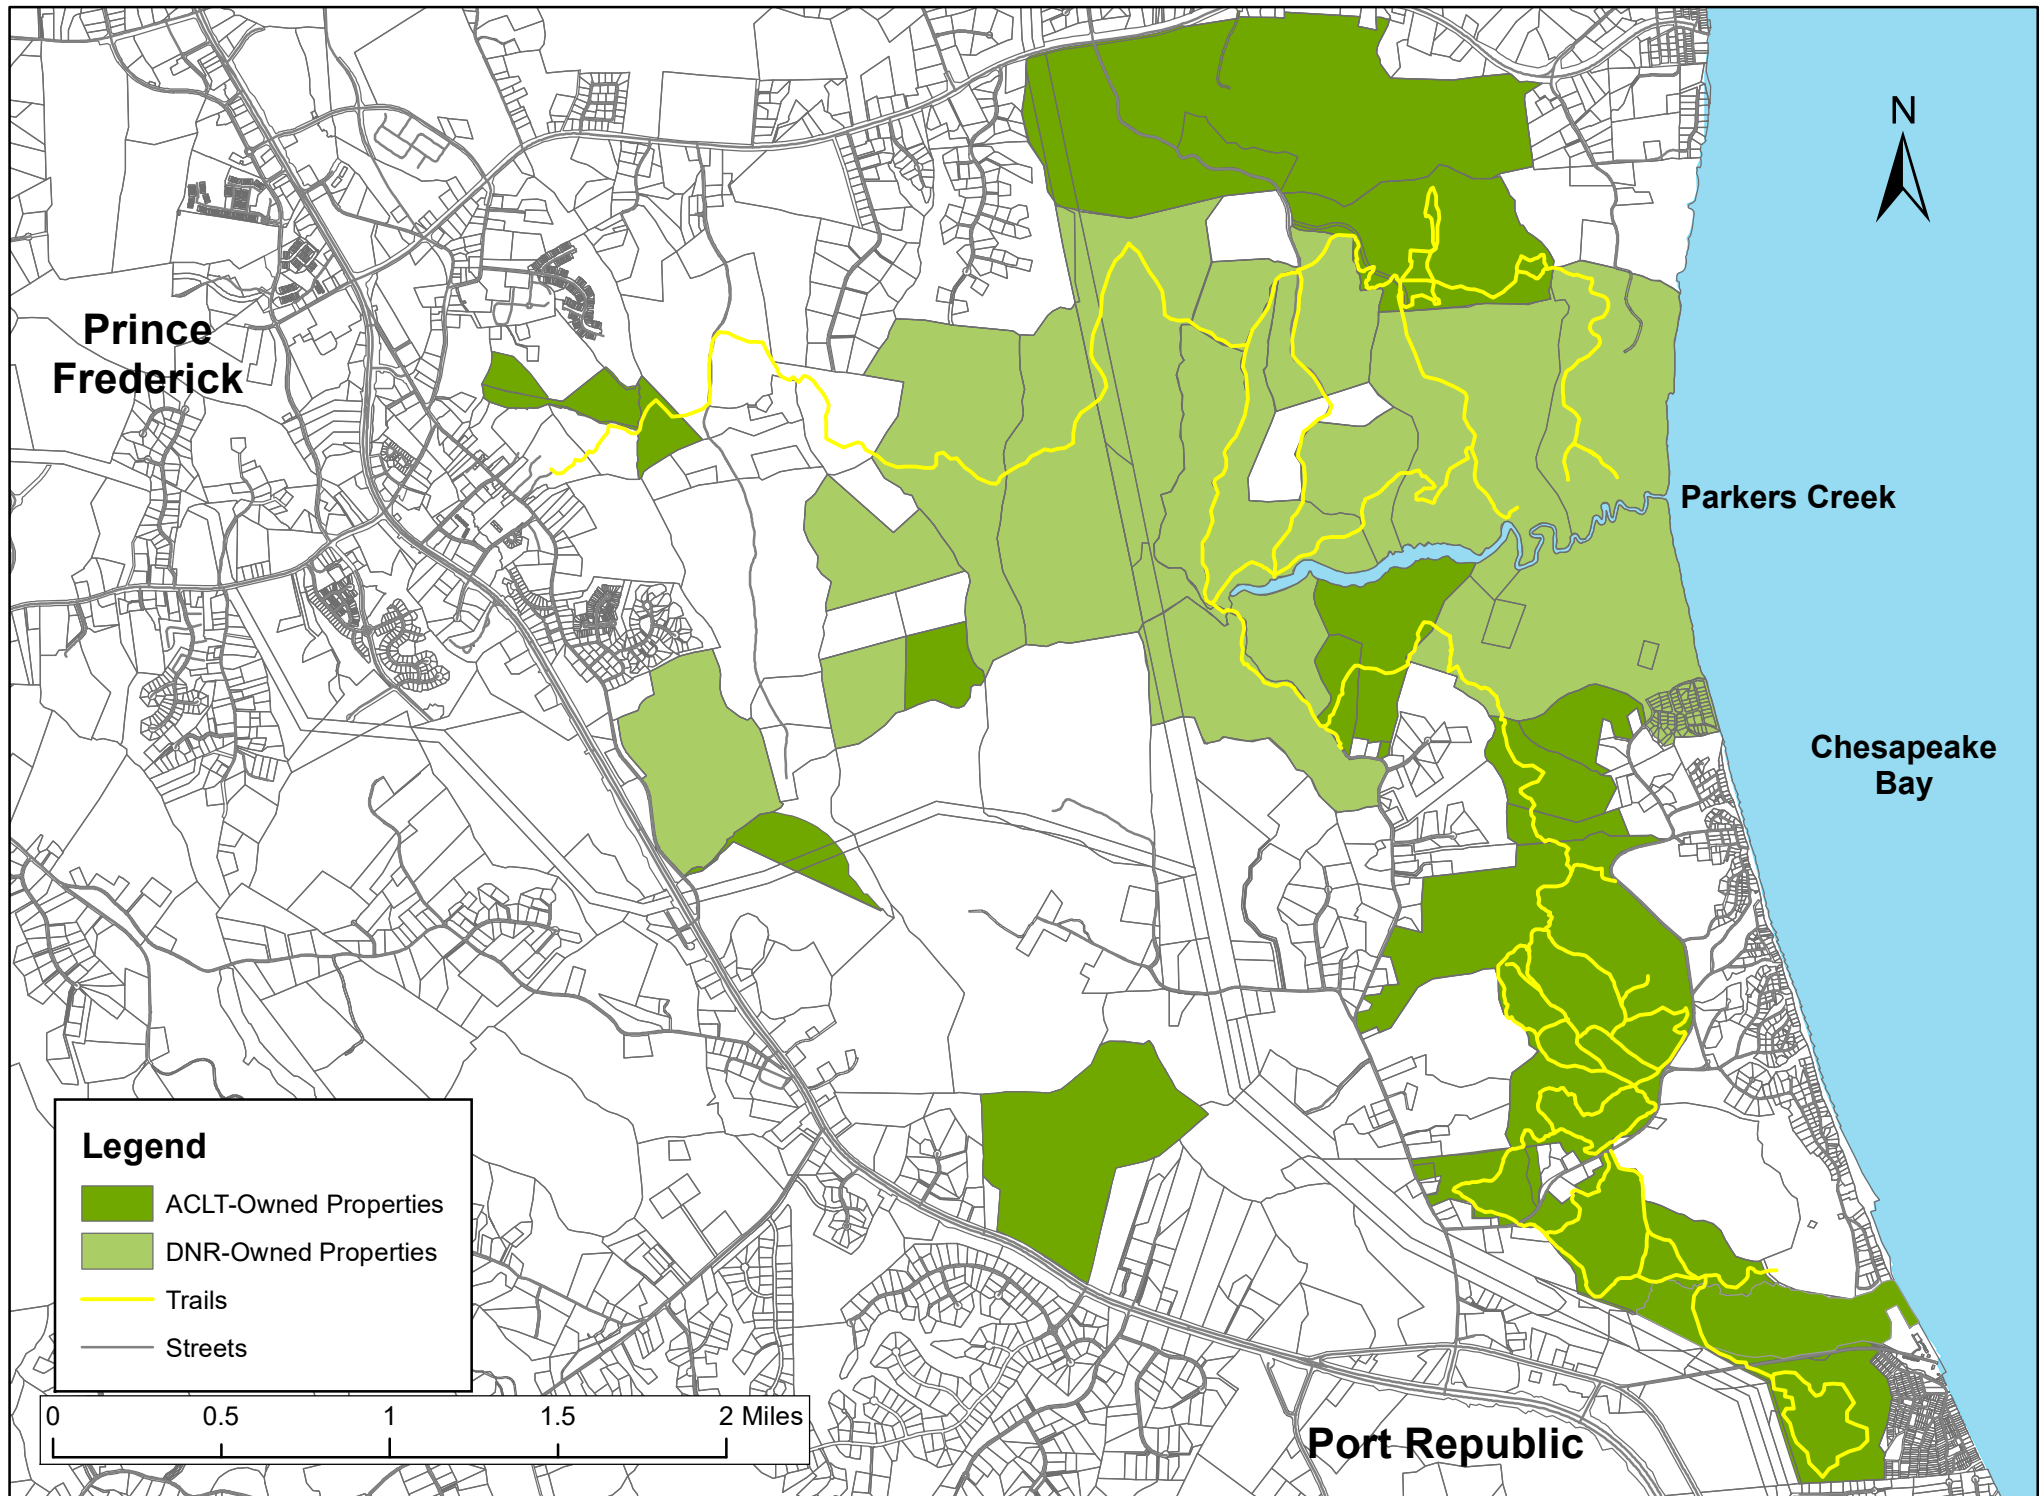 N
Prince
Frederick
Parkers Creek
Chesapeake
Bay
Legend
ACLT-Owned Properties
DNR-Owned Properties
Trails
Streets
0 0.5 1 1.5 2 Miles
Port Republic